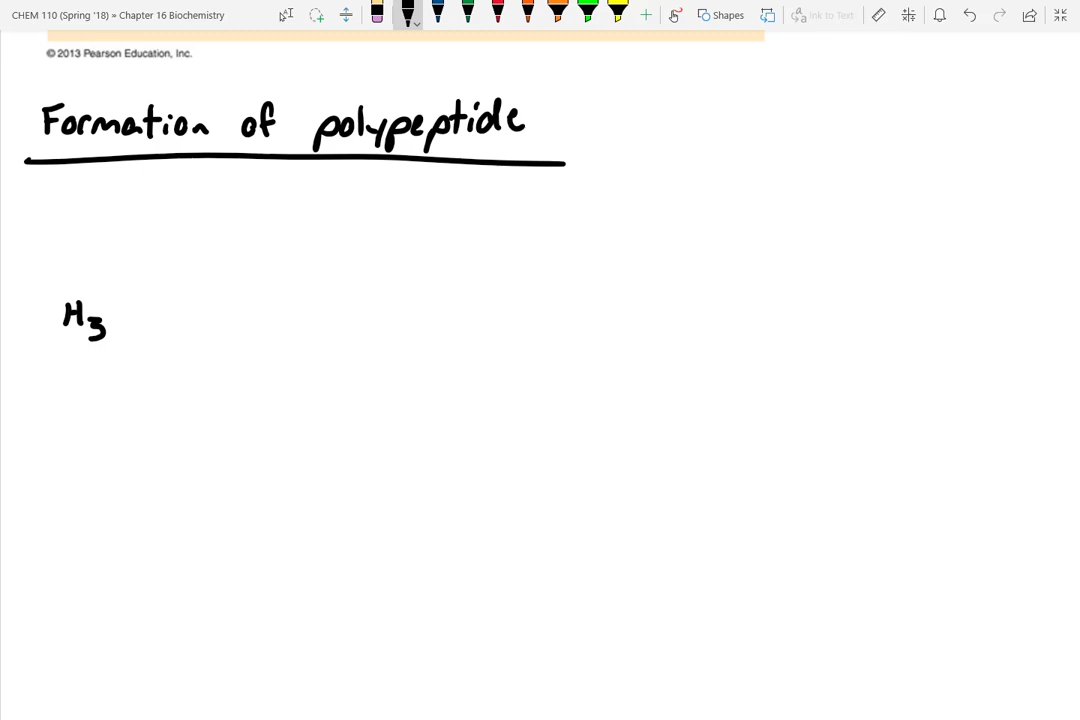 CHEM 110 (Spring '18) » Chapter 16 Biochemistry
Shapes
Ink to Text
© 2013 Pearson Education, Inc.
Formation of polypeptide
H3